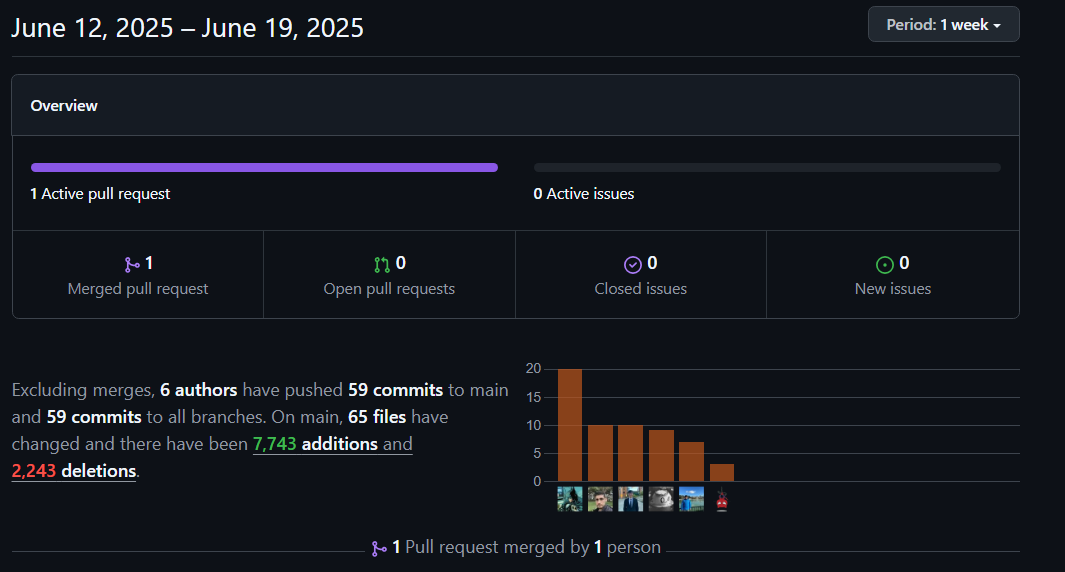 June 12, 2025 – June 19, 2025
Period: 1 week
Overview
1 Active pull request
0 Active issues
1
Merged pull request
0
Open pull requests
0
Closed issues
0
New issues
Excluding merges, 6 authors have pushed 59 commits to main
and 59 commits to all branches. On main, 65 files have
changed and there have been 7,743 additions and
2,243 deletions.
20
15
10
5
0
1 Pull request merged by 1 person